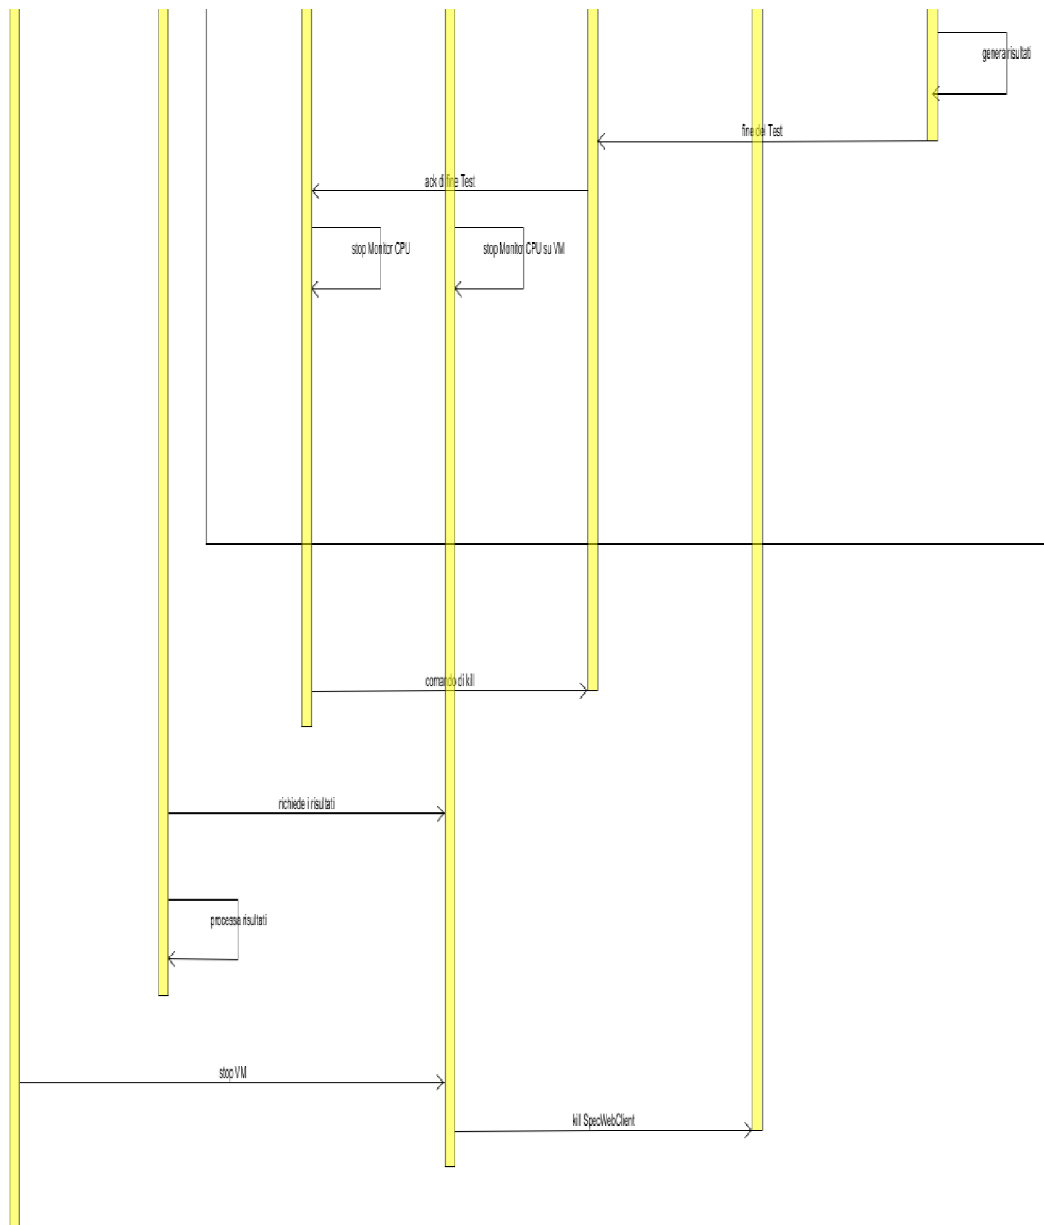 genera risultati
fine del Test
ack di fine Test
stop Monitor CPU
stop Monitor CPU su VM
comando di kill
richiede i risultati
processa risultati
stop VM
kill SpecWebClient